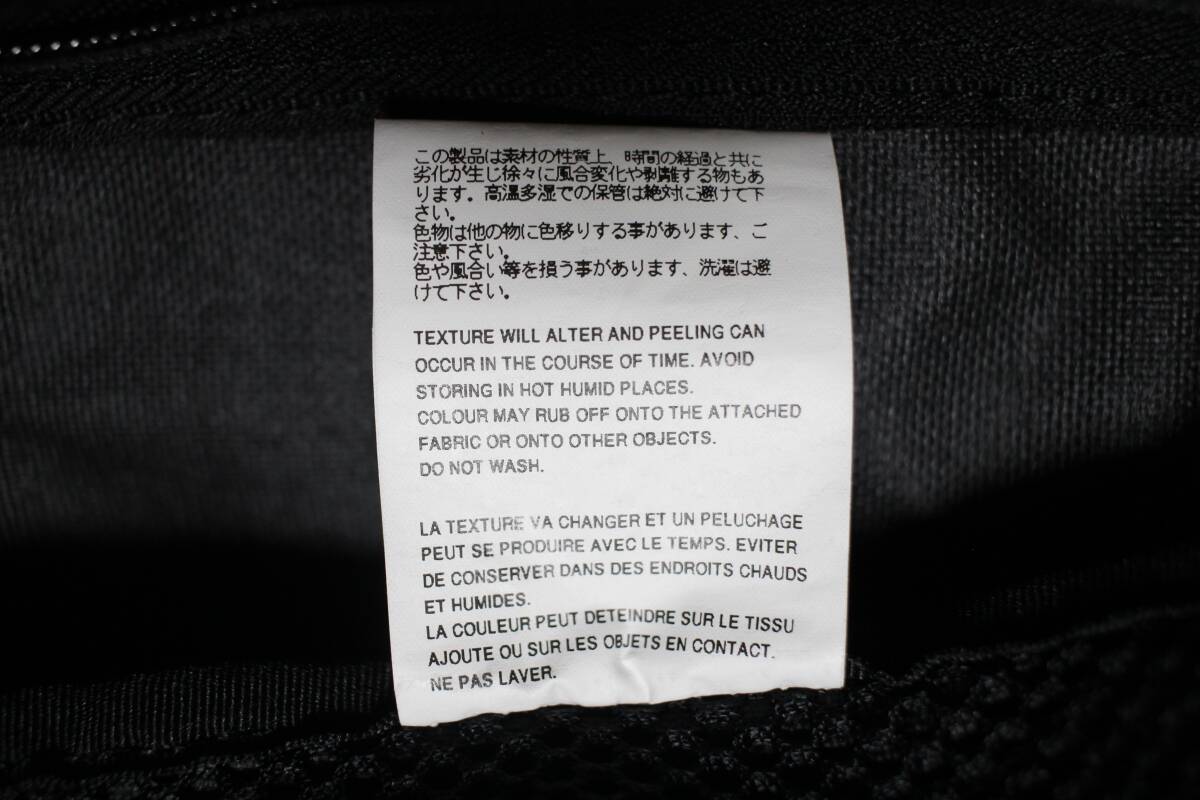 この製品は素材の性質上、時間の経過と共に
劣化が生じ徐々に風合変化や剥離する物もあ
ります。高温多湿での保管は絶対に避けて下
さい。
色物は他の物に色移りする事があります、ご
注意下さい。
色や風合い等を損う事があります、洗濯は避
けて下さい。
TEXTURE WILL ALTER AND PEELING CAN
OCCUR IN THE COURSE OF TIME. AVOID
STORING IN HOT HUMID PLACES.
COLOUR MAY RUB OFF ONTO THE ATTACHED
FABRIC OR ONTO OTHER OBJECTS.
DO NOT WASH.
LA TEXTURE VA CHANGER ET UN PELUCHAGE
PEUT SE PRODUIRE AVEC LE TEMPS. EVITER
DE CONSERVER DANS DES ENDROITS CHAUDS
ET HUMIDES.
LA COULEUR PEUT DETEINDRE SUR LE TISSU
AJOUTE OU SUR LES OBJETS EN CONTACT.
NE PAS LAVER.